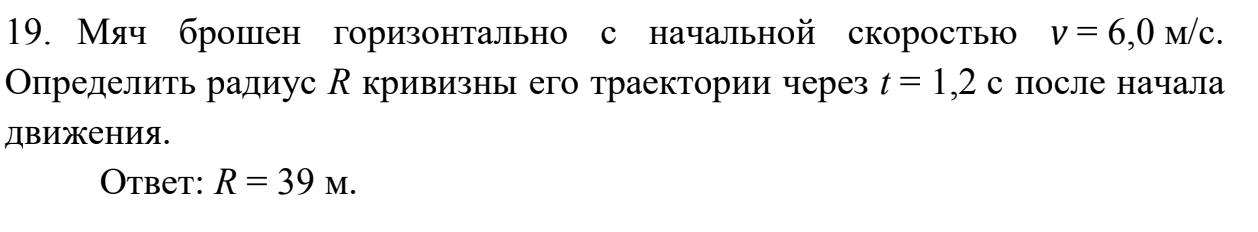 19. Мяч брошен горизонтально с начальной скоростью v = 6,0 м/с.
Определить радиус R кривизны его траектории через t = 1,2 с после начала
движения.
Ответ: R = 39 м.